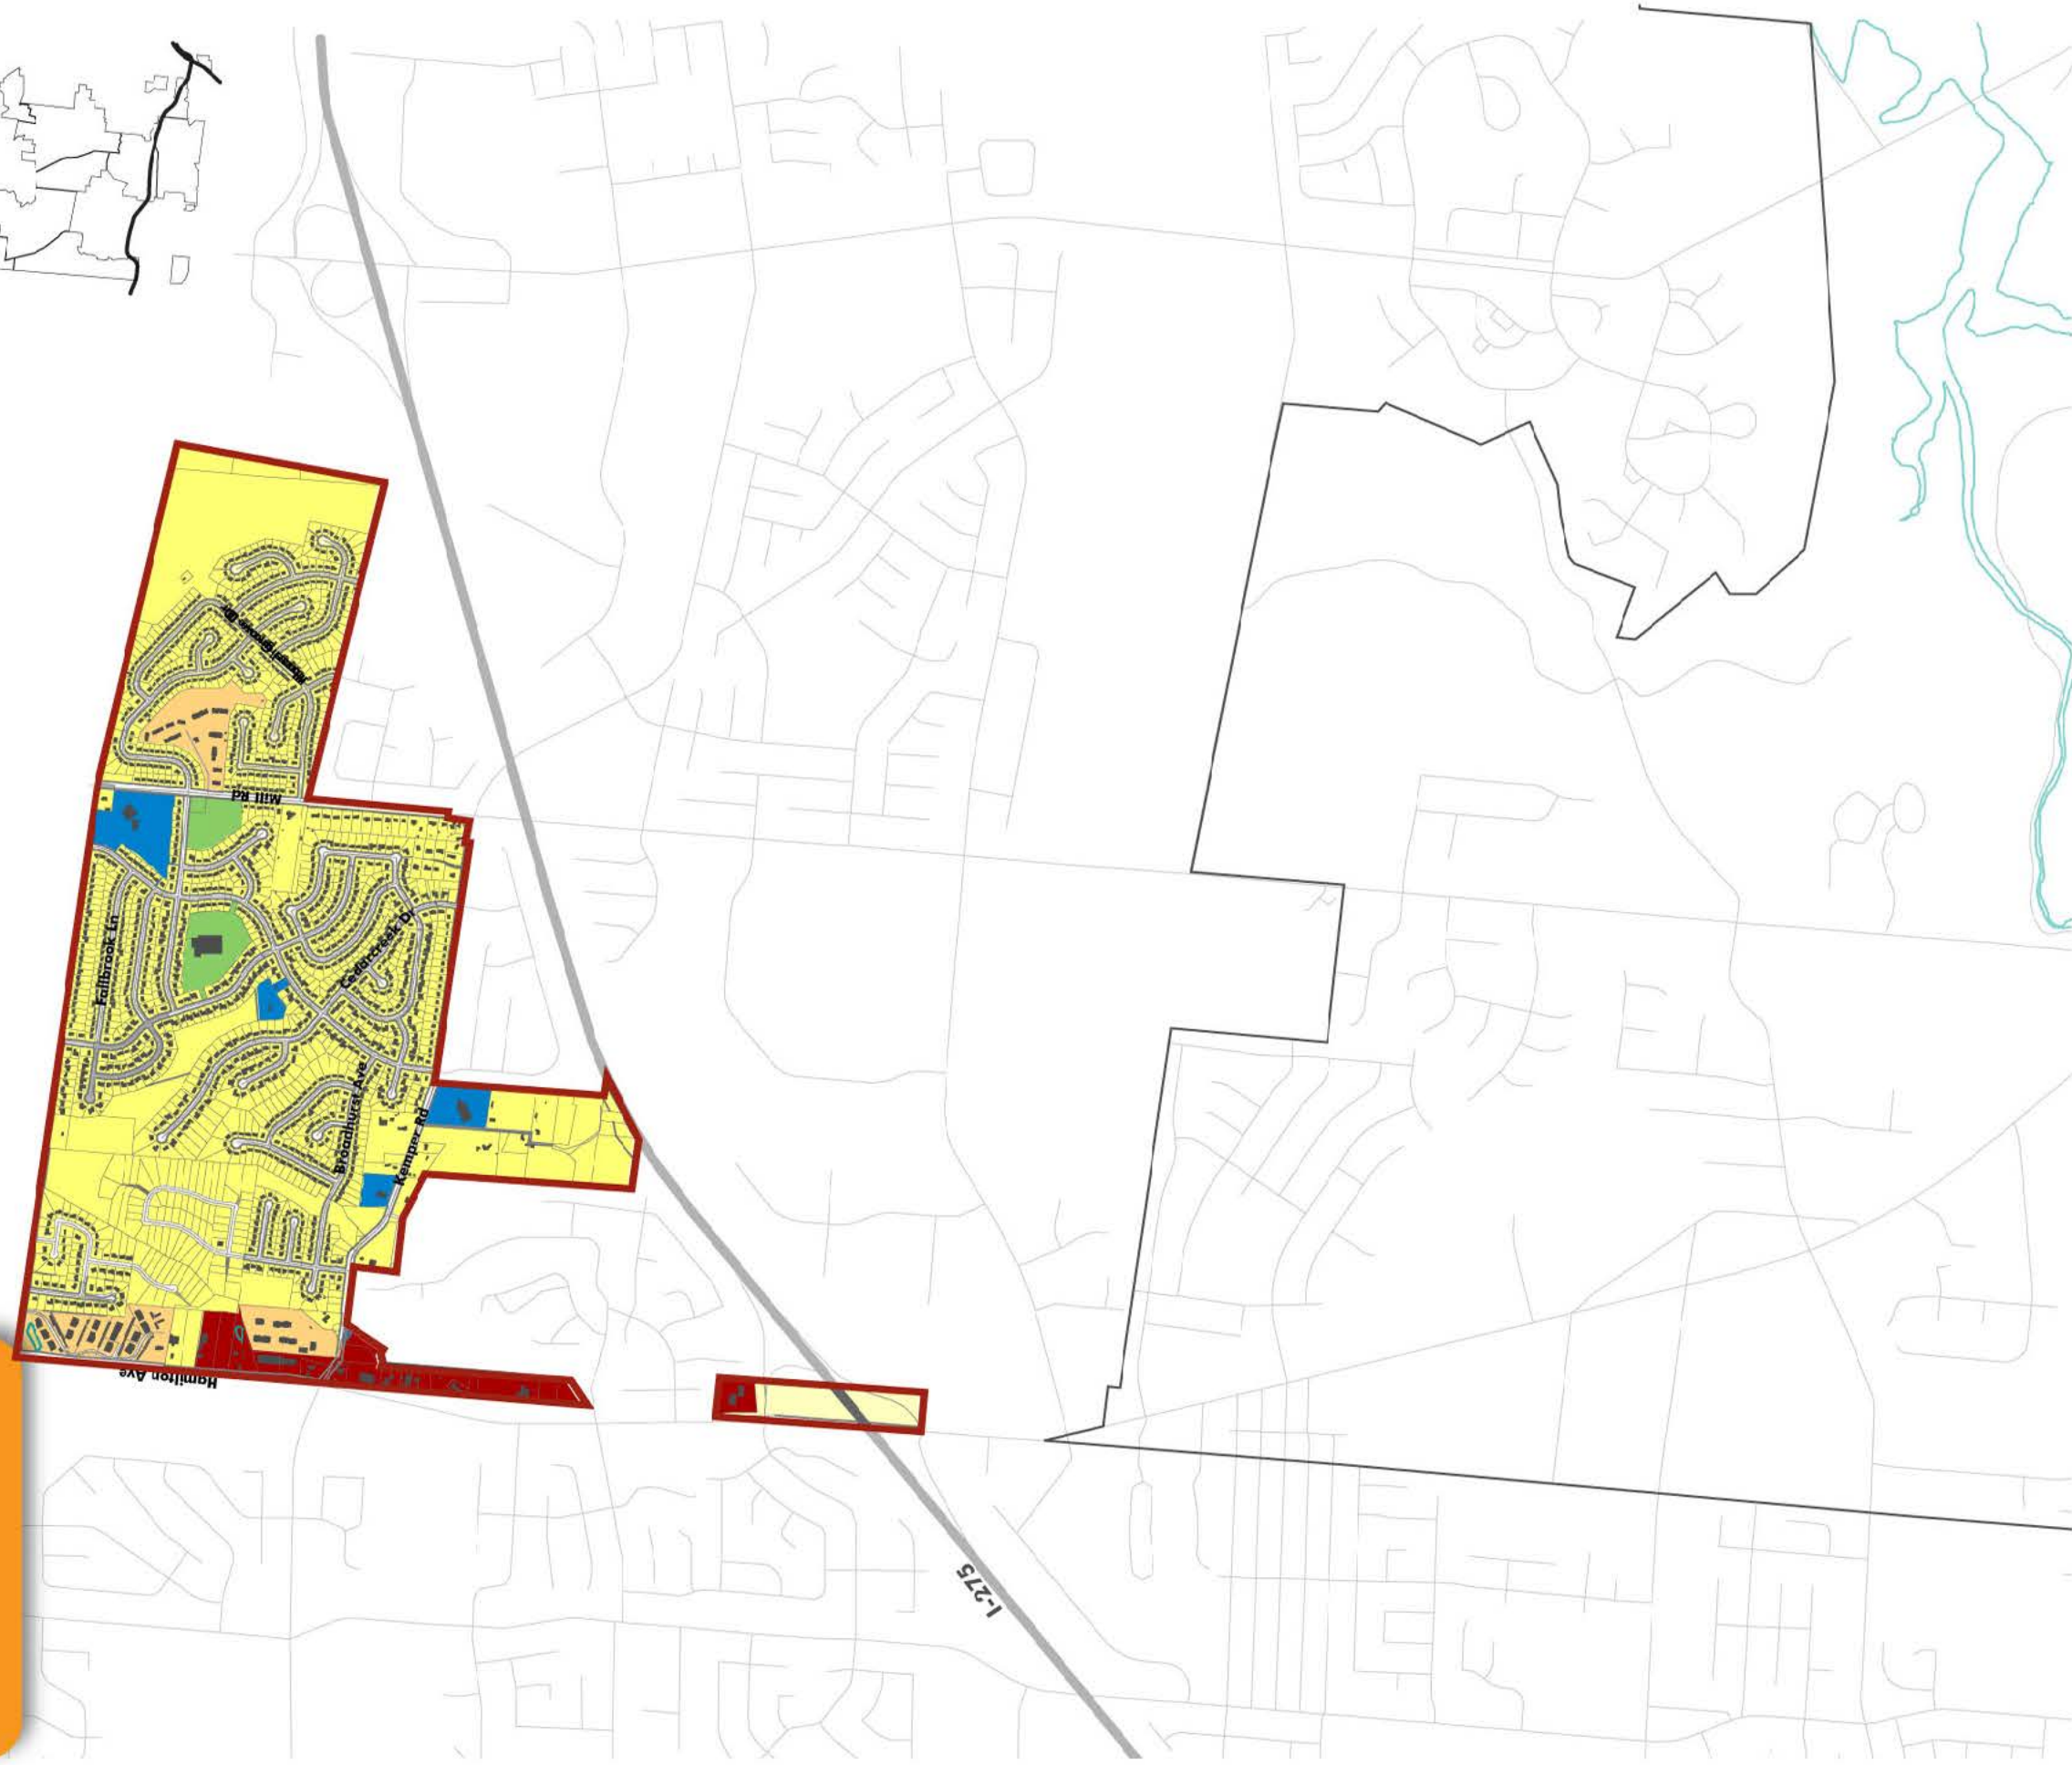 Mill Rd
Fallbrook Ln
Cedarcreek Dr
Broadhurst Ave
Kemper Rd
Hamilton Ave
I-275